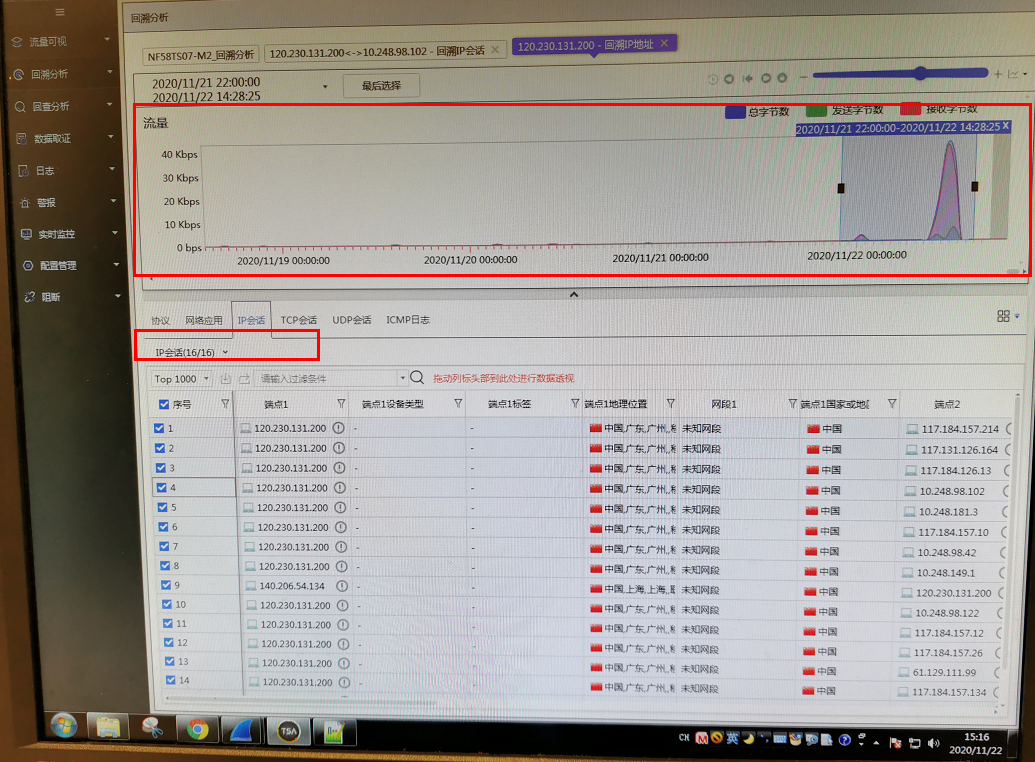 回溯分析
流量可视
回溯分析
回查分析
数据取证
日志
警报
实时监控
配置管理
阻断
NF58TS07-M2_回溯分析
120.230.131.200<->10.248.98.102 - 回溯IP会话
120.230.131.200 - 回溯IP地址
2020/11/21 22:00:00
2020/11/22 14:28:25
最后选择
流量
总字节数 发送字节数 接收字节数
2020/11/21 22:00:00-2020/11/22 14:28:25 X
40 Kbps
30 Kbps
20 Kbps
10 Kbps
0 bps
2020/11/19 00:00:00 2020/11/20 00:00:00 2020/11/21 00:00:00 2020/11/22 00:00:00
协议 网络应用 IP会话 TCP会话 UDP会话 ICMP日志
IP会话(16/16)
Top 1000 请输入过滤条件 拖动列标头部到此处进行数据透视
序号 端点1 端点1设备类型 端点1标签 端点1地理位置 网段1 端点1国家或地区 端点2
1 120.230.131.200 - - 中国,广东,广州,, 未知网段 中国 117.184.157.214
2 120.230.131.200 - - 中国,广东,广州,, 未知网段 中国 117.131.126.164
3 120.230.131.200 - - 中国,广东,广州,, 未知网段 中国 117.184.126.13
4 120.230.131.200 - - 中国,广东,广州,, 未知网段 中国 10.248.98.102
5 120.230.131.200 - - 中国,广东,广州,, 未知网段 中国 10.248.181.3
6 120.230.131.200 - - 中国,广东,广州,, 未知网段 中国 117.184.157.10
7 120.230.131.200 - - 中国,广东,广州,, 未知网段 中国 10.248.98.42
8 120.230.131.200 - - 中国,广东,广州,, 未知网段 中国 10.248.149.1
9 140.206.54.134 - - 中国,上海,上海,, 未知网段 中国 120.230.131.200
10 120.230.131.200 - - 中国,广东,广州,, 未知网段 中国 10.248.98.122
11 120.230.131.200 - - 中国,广东,广州,, 未知网段 中国 117.184.157.12
12 120.230.131.200 - - 中国,广东,广州,, 未知网段 中国 117.184.157.26
13 120.230.131.200 - - 中国,广东,广州,, 未知网段 中国 61.129.111.99
14 120.230.131.200 - - 中国,广东,广州,, 未知网段 中国 117.184.157.134
TSA
CH 英
15:16
2020/11/22